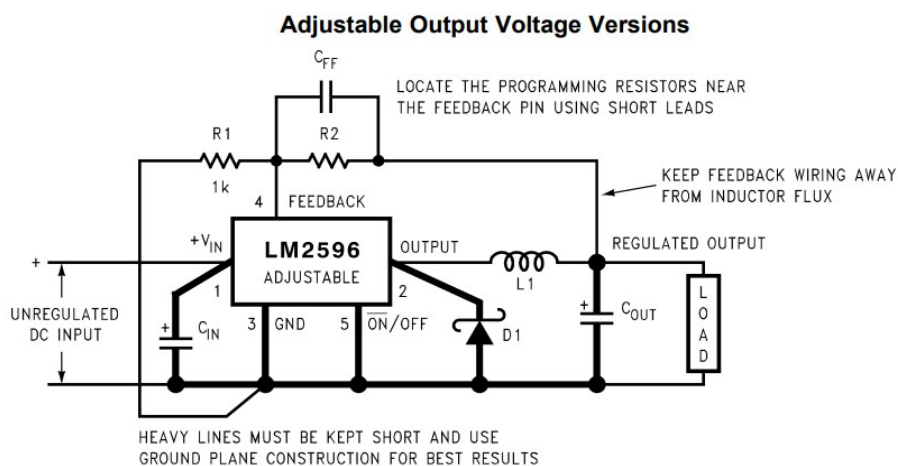 Adjustable Output Voltage Versions
CFF
LOCATE THE PROGRAMMING RESISTORS NEAR
THE FEEDBACK PIN USING SHORT LEADS
R1
R2
1k
KEEP FEEDBACK WIRING AWAY
FROM INDUCTOR FLUX
4
FEEDBACK
+VIN
LM2596
ADJUSTABLE
OUTPUT
REGULATED OUTPUT
+
1
2
L1
UNREGULATED
DC INPUT
+
CIN
3
GND
5
ON/OFF
D1
+
COUT
LOAD
HEAVY LINES MUST BE KEPT SHORT AND USE
GROUND PLANE CONSTRUCTION FOR BEST RESULTS